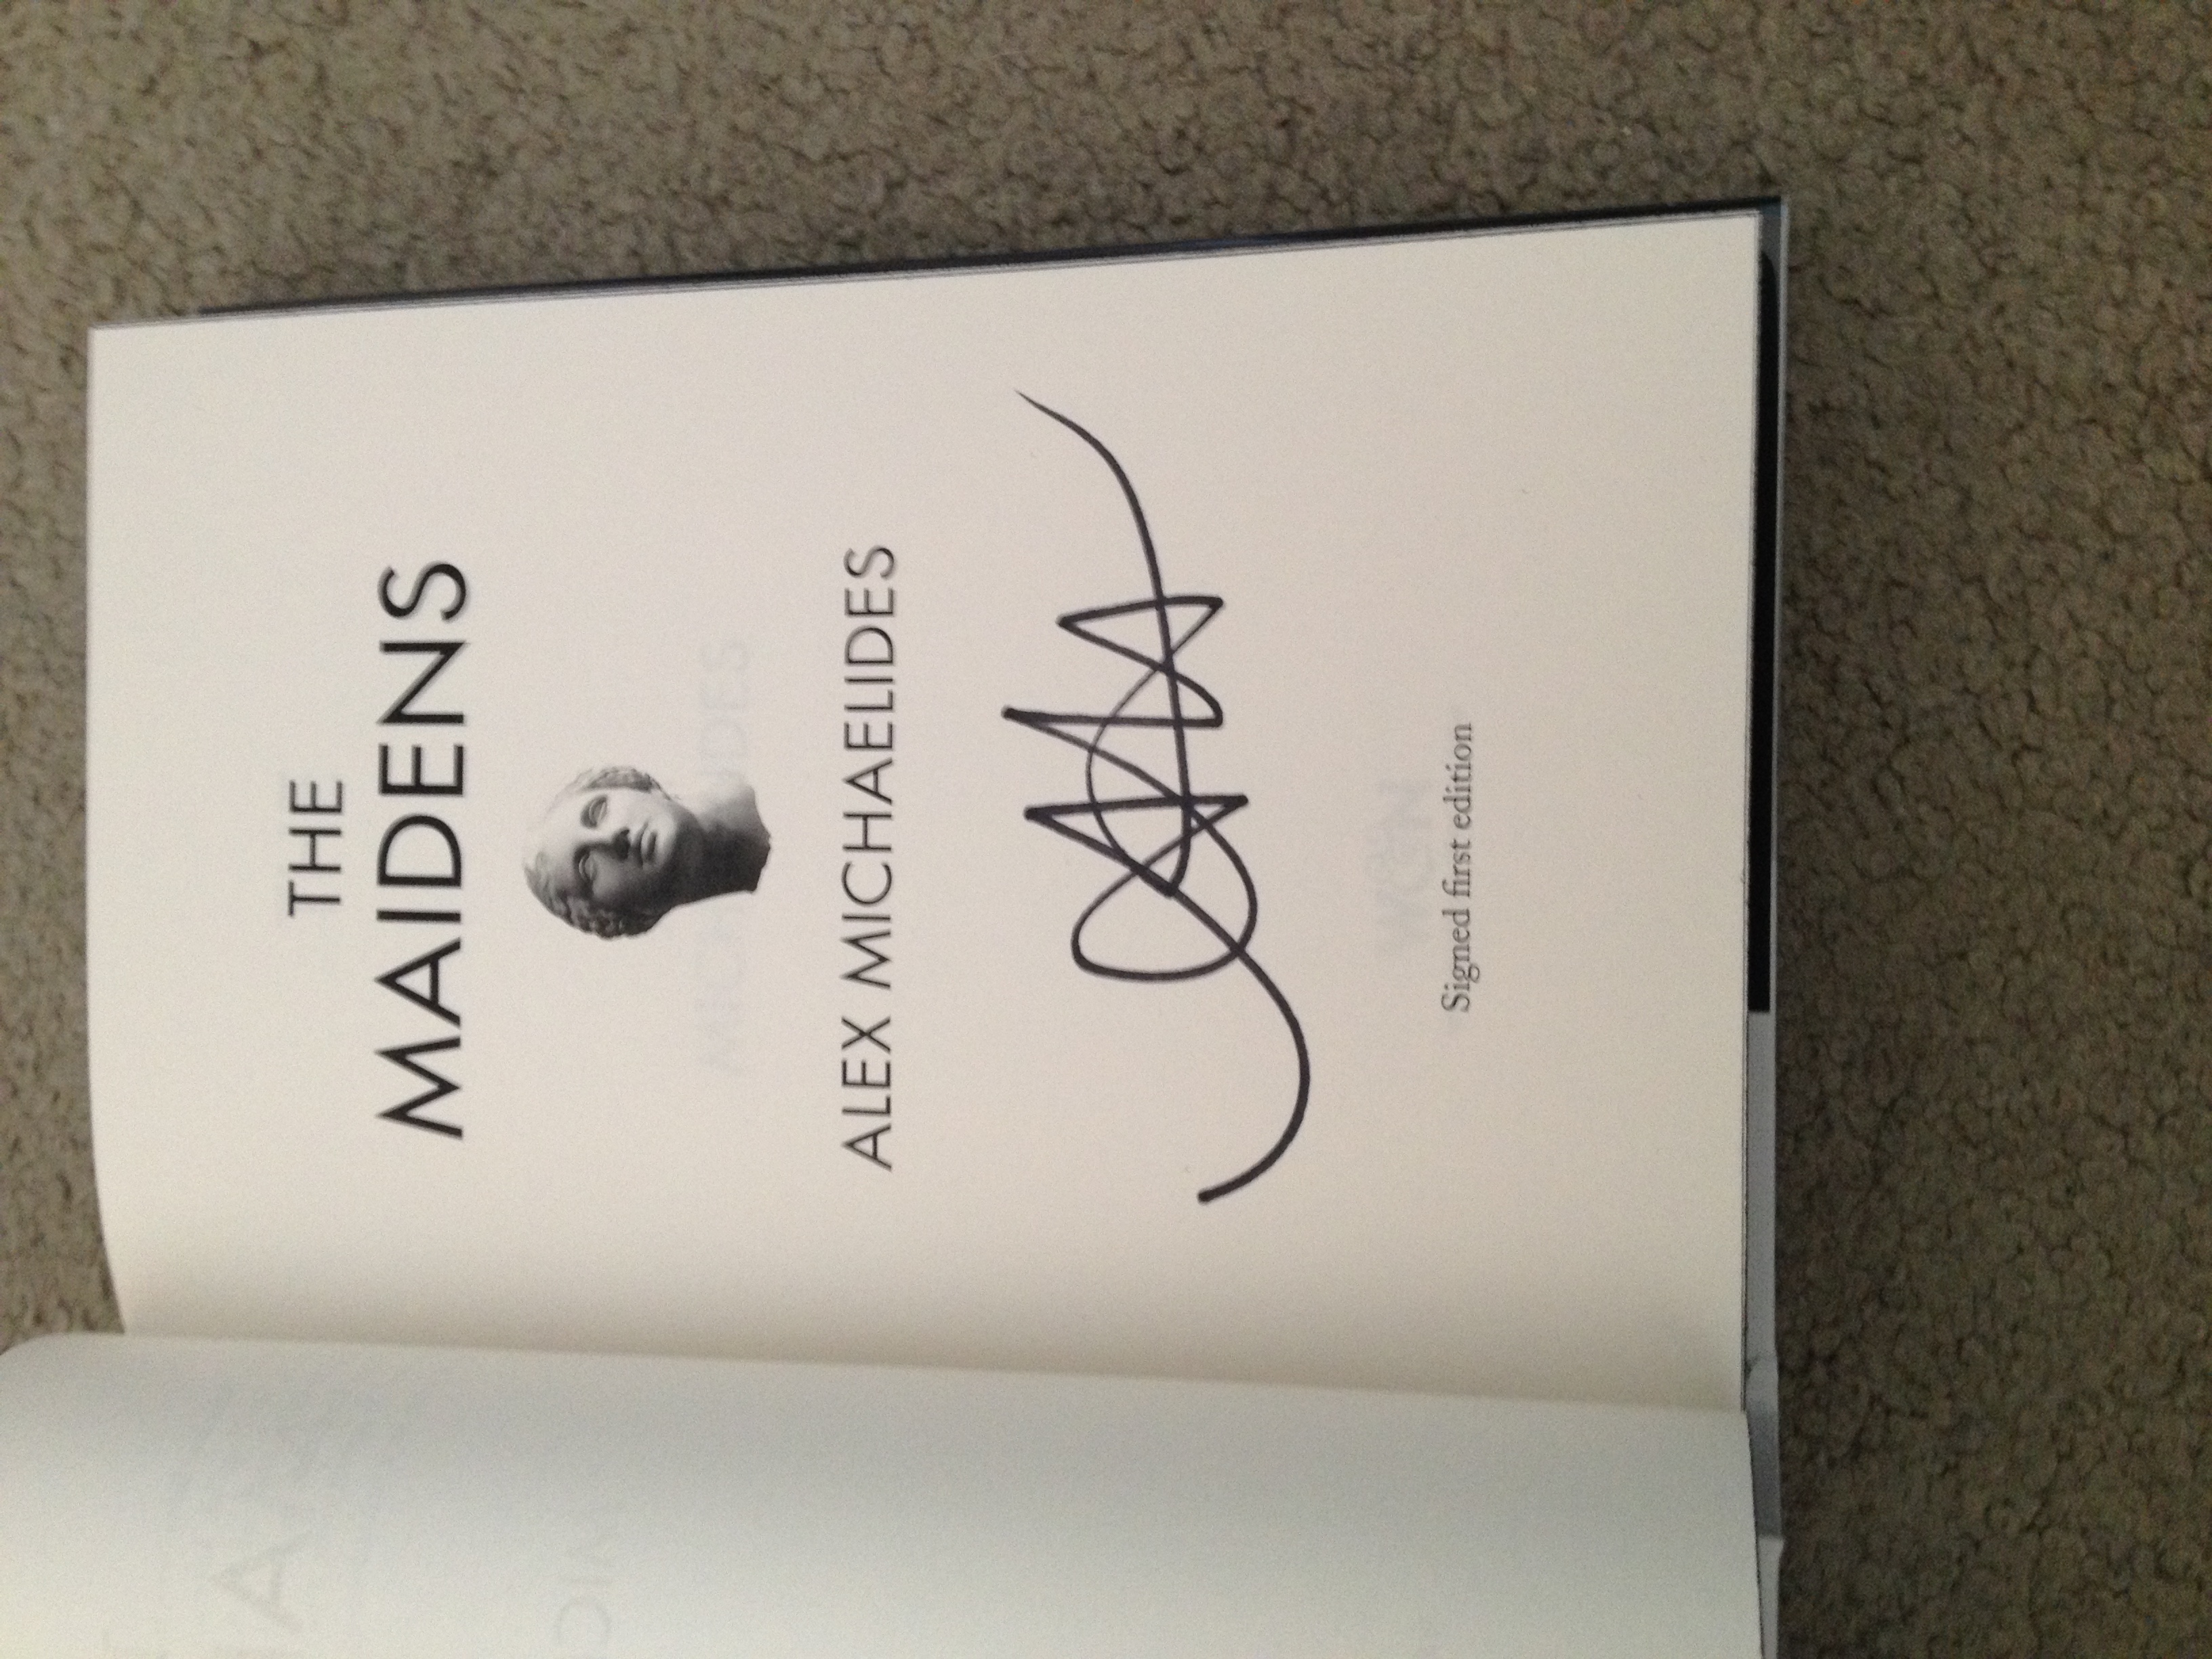 THE
MAIDENS
ALEX MICHAELIDES
Signed first edition